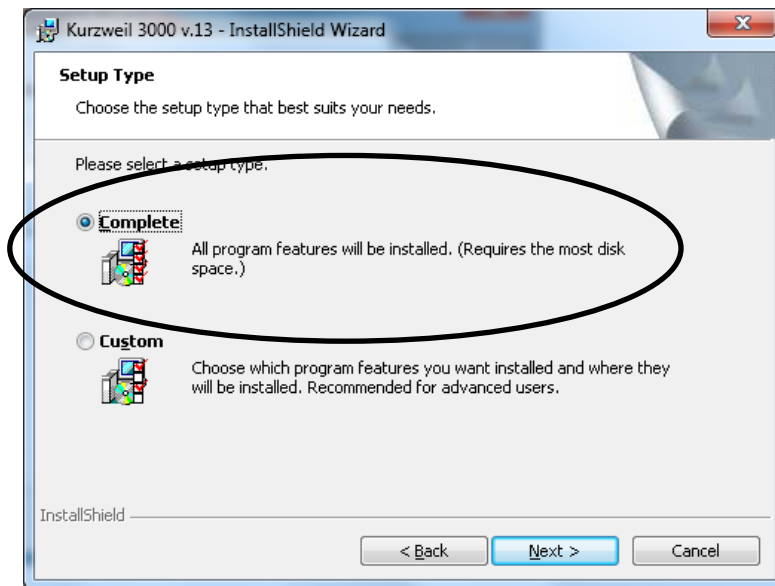 Kurzweil 3000 v.13 - InstallShield Wizard
Setup Type
Choose the setup type that best suits your needs.
Please select a setup type.
Complete
All program features will be installed. (Requires the most disk
space.)
Custom
Choose which program features you want installed and where they
will be installed. Recommended for advanced users.
InstallShield
< Back
Next >
Cancel